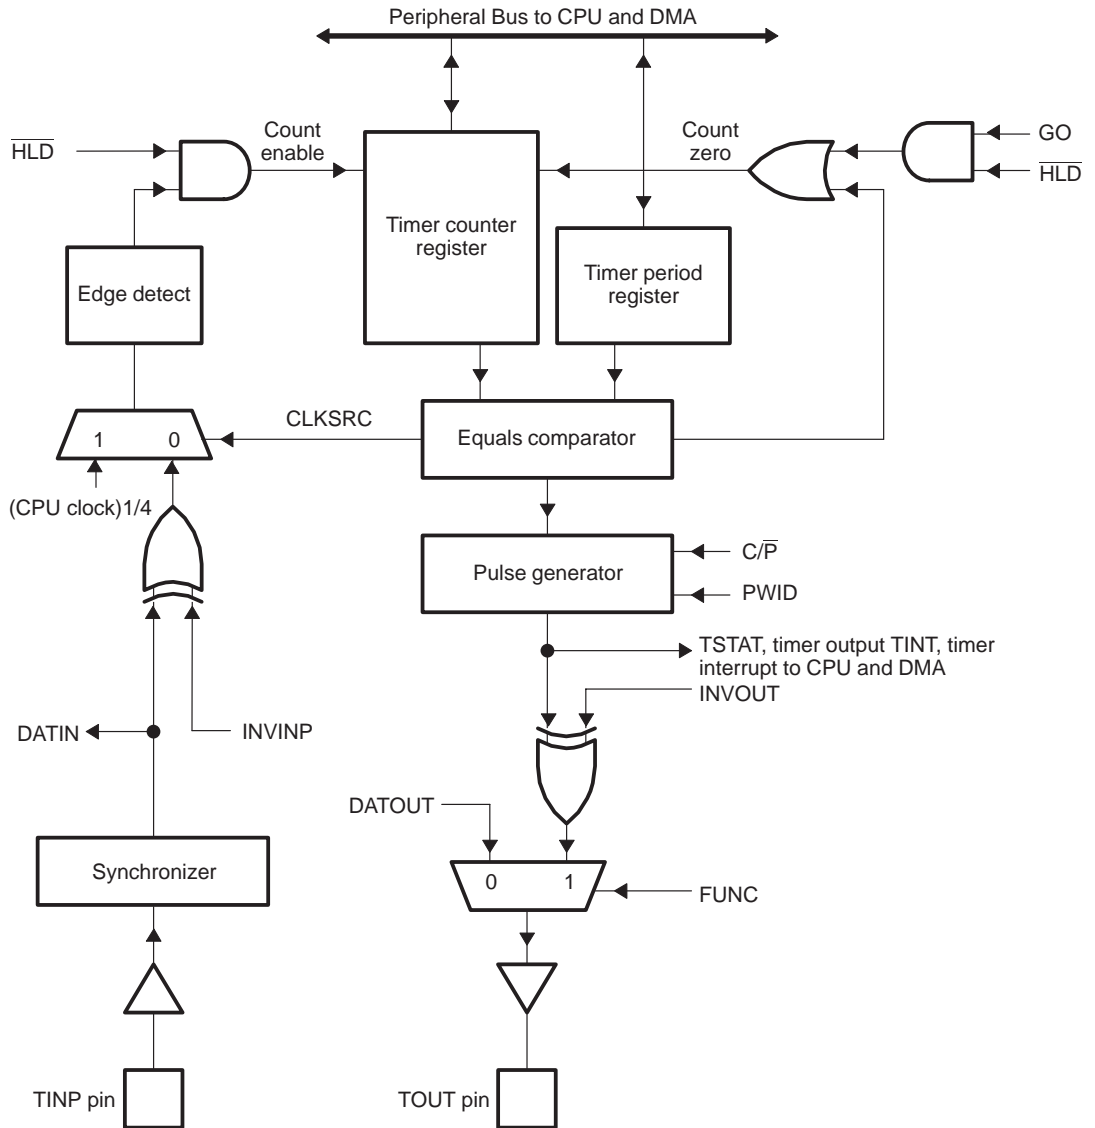 Peripheral Bus to CPU and DMA
H̅L̅D̅
Count
enable
Count
zero
GO
H̅L̅D̅
Timer counter
register
Timer period
register
Edge detect
CLKSRC
1 0
Equals comparator
(CPU clock)1/4
Pulse generator
C/P̅
PWID
TSTAT, timer output TINT, timer
interrupt to CPU and DMA
INVOUT
DATIN
INVINP
DATOUT
Synchronizer
0 1
FUNC
TINP pin
TOUT pin